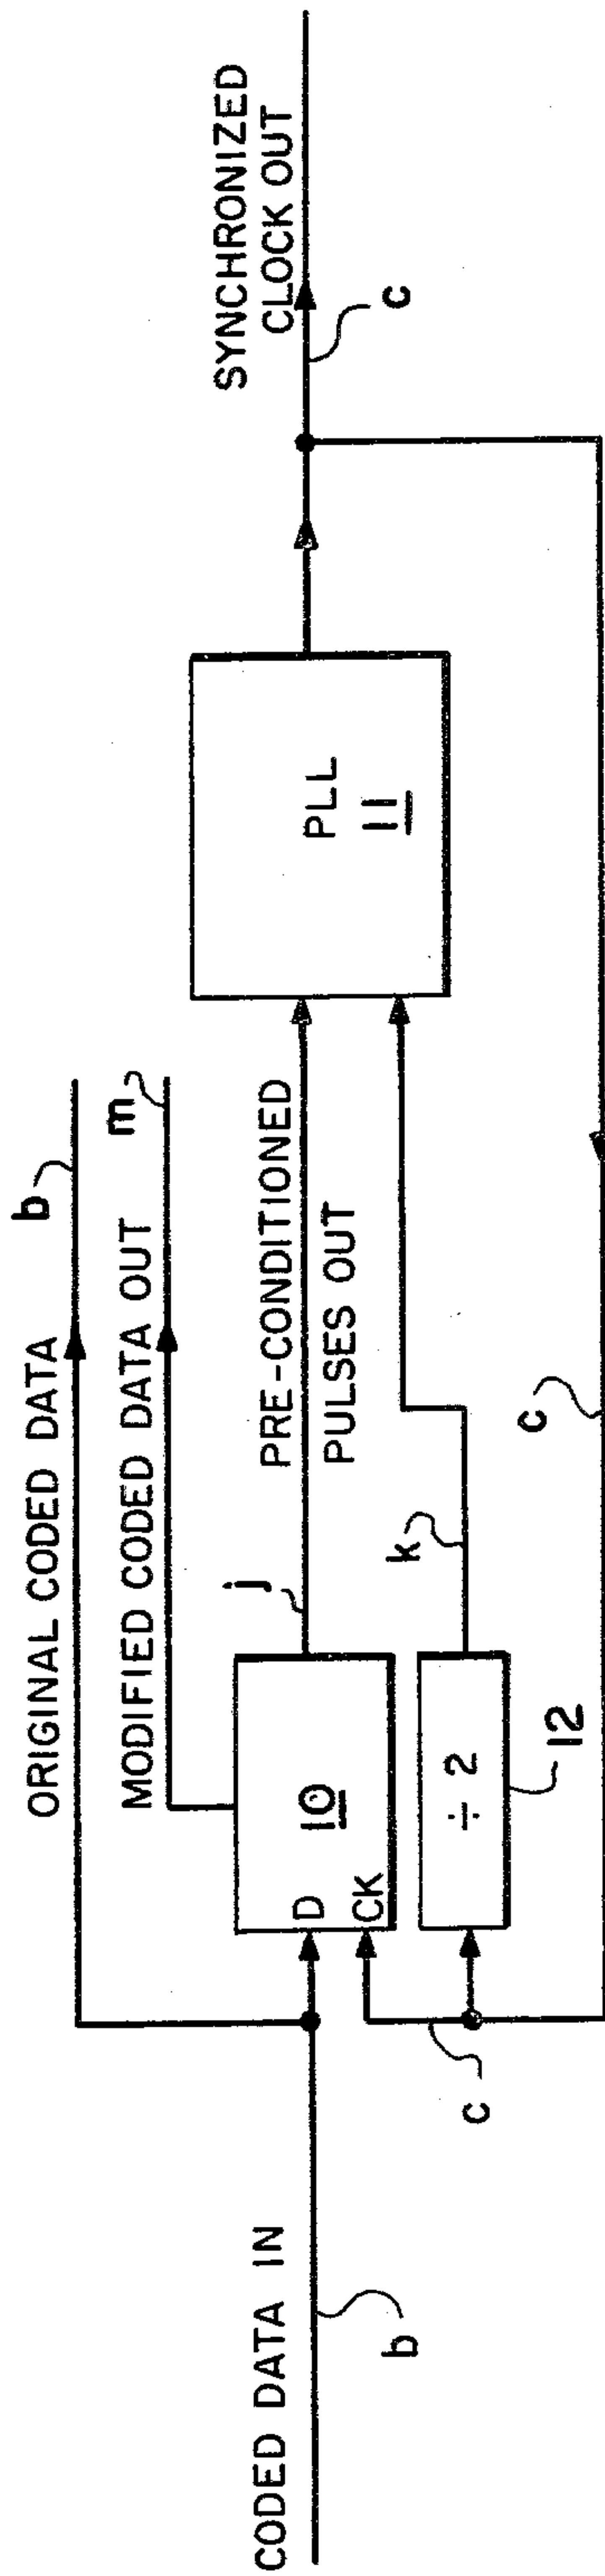 ORIGINAL CODED DATA
b
MODIFIED CODED DATA OUT
m
SYNCHRONIZED
CLOCK OUT
CODED DATA IN
b
D
CK
10
j
PRE-CONDITIONED
PULSES OUT
PLL
11
c
c
÷ 2
12
k
c